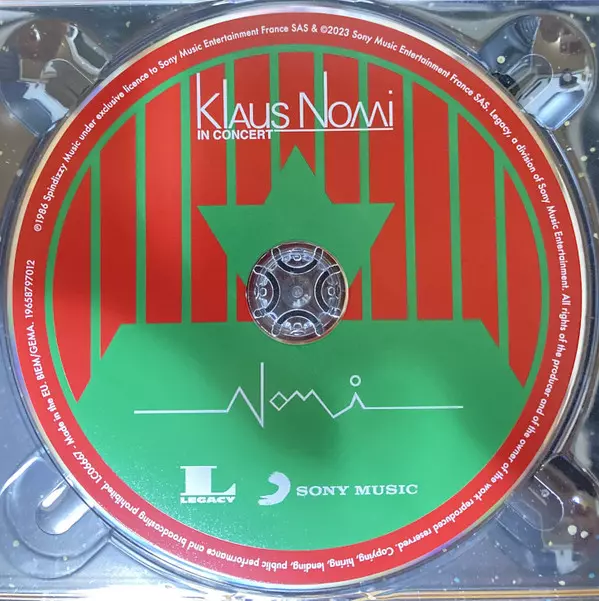 ℗1986 Spindizzy Music under exclusive licence to Sony Music Entertainment France SAS & ©2023 Sony Music Entertainment France SAS. Legacy, a division of Sony Music Entertainment. All rights of the producer and of the owner of the work reproduced reserved. Copying, hiring, lending, public performance and broadcasting prohibited. LC06667 - Made in the EU. BIEM/GEMA. 19658797012
Klaus Nomi
IN CONCERT
Nomi
L
LEGACY
SONY MUSIC